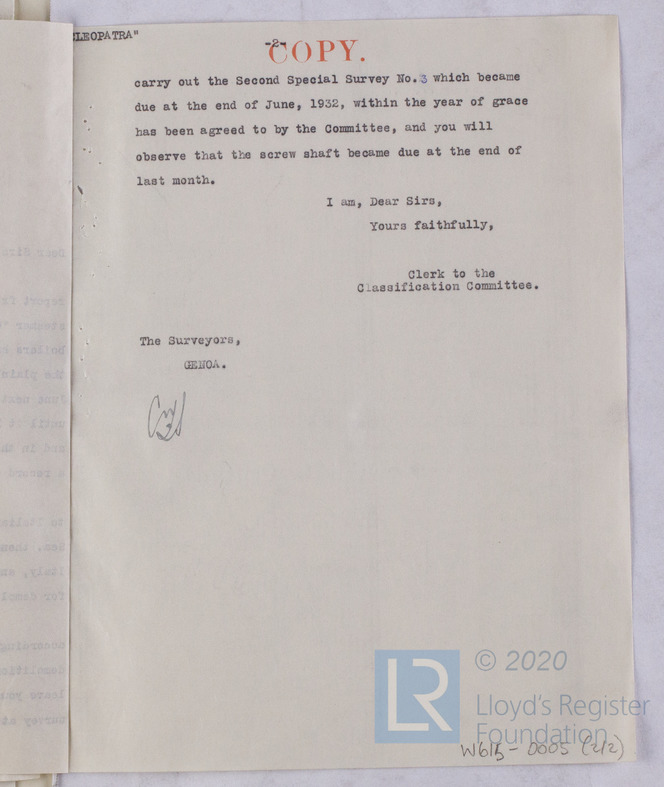 CLEOPATRA"
-2-
COPY.
carry out the Second Special Survey No. 3 which became
due at the end of June, 1932, within the year of grace
has been agreed to by the Committee, and you will
observe that the screw shaft became due at the end of
last month.
I am, Dear Sirs,
Yours faithfully,
Clerk to the
Classification Committee.
The Surveyors,
GENOA.
LR
© 2020
Lloyd's Register
Foundation
W615-0005 (2/2)